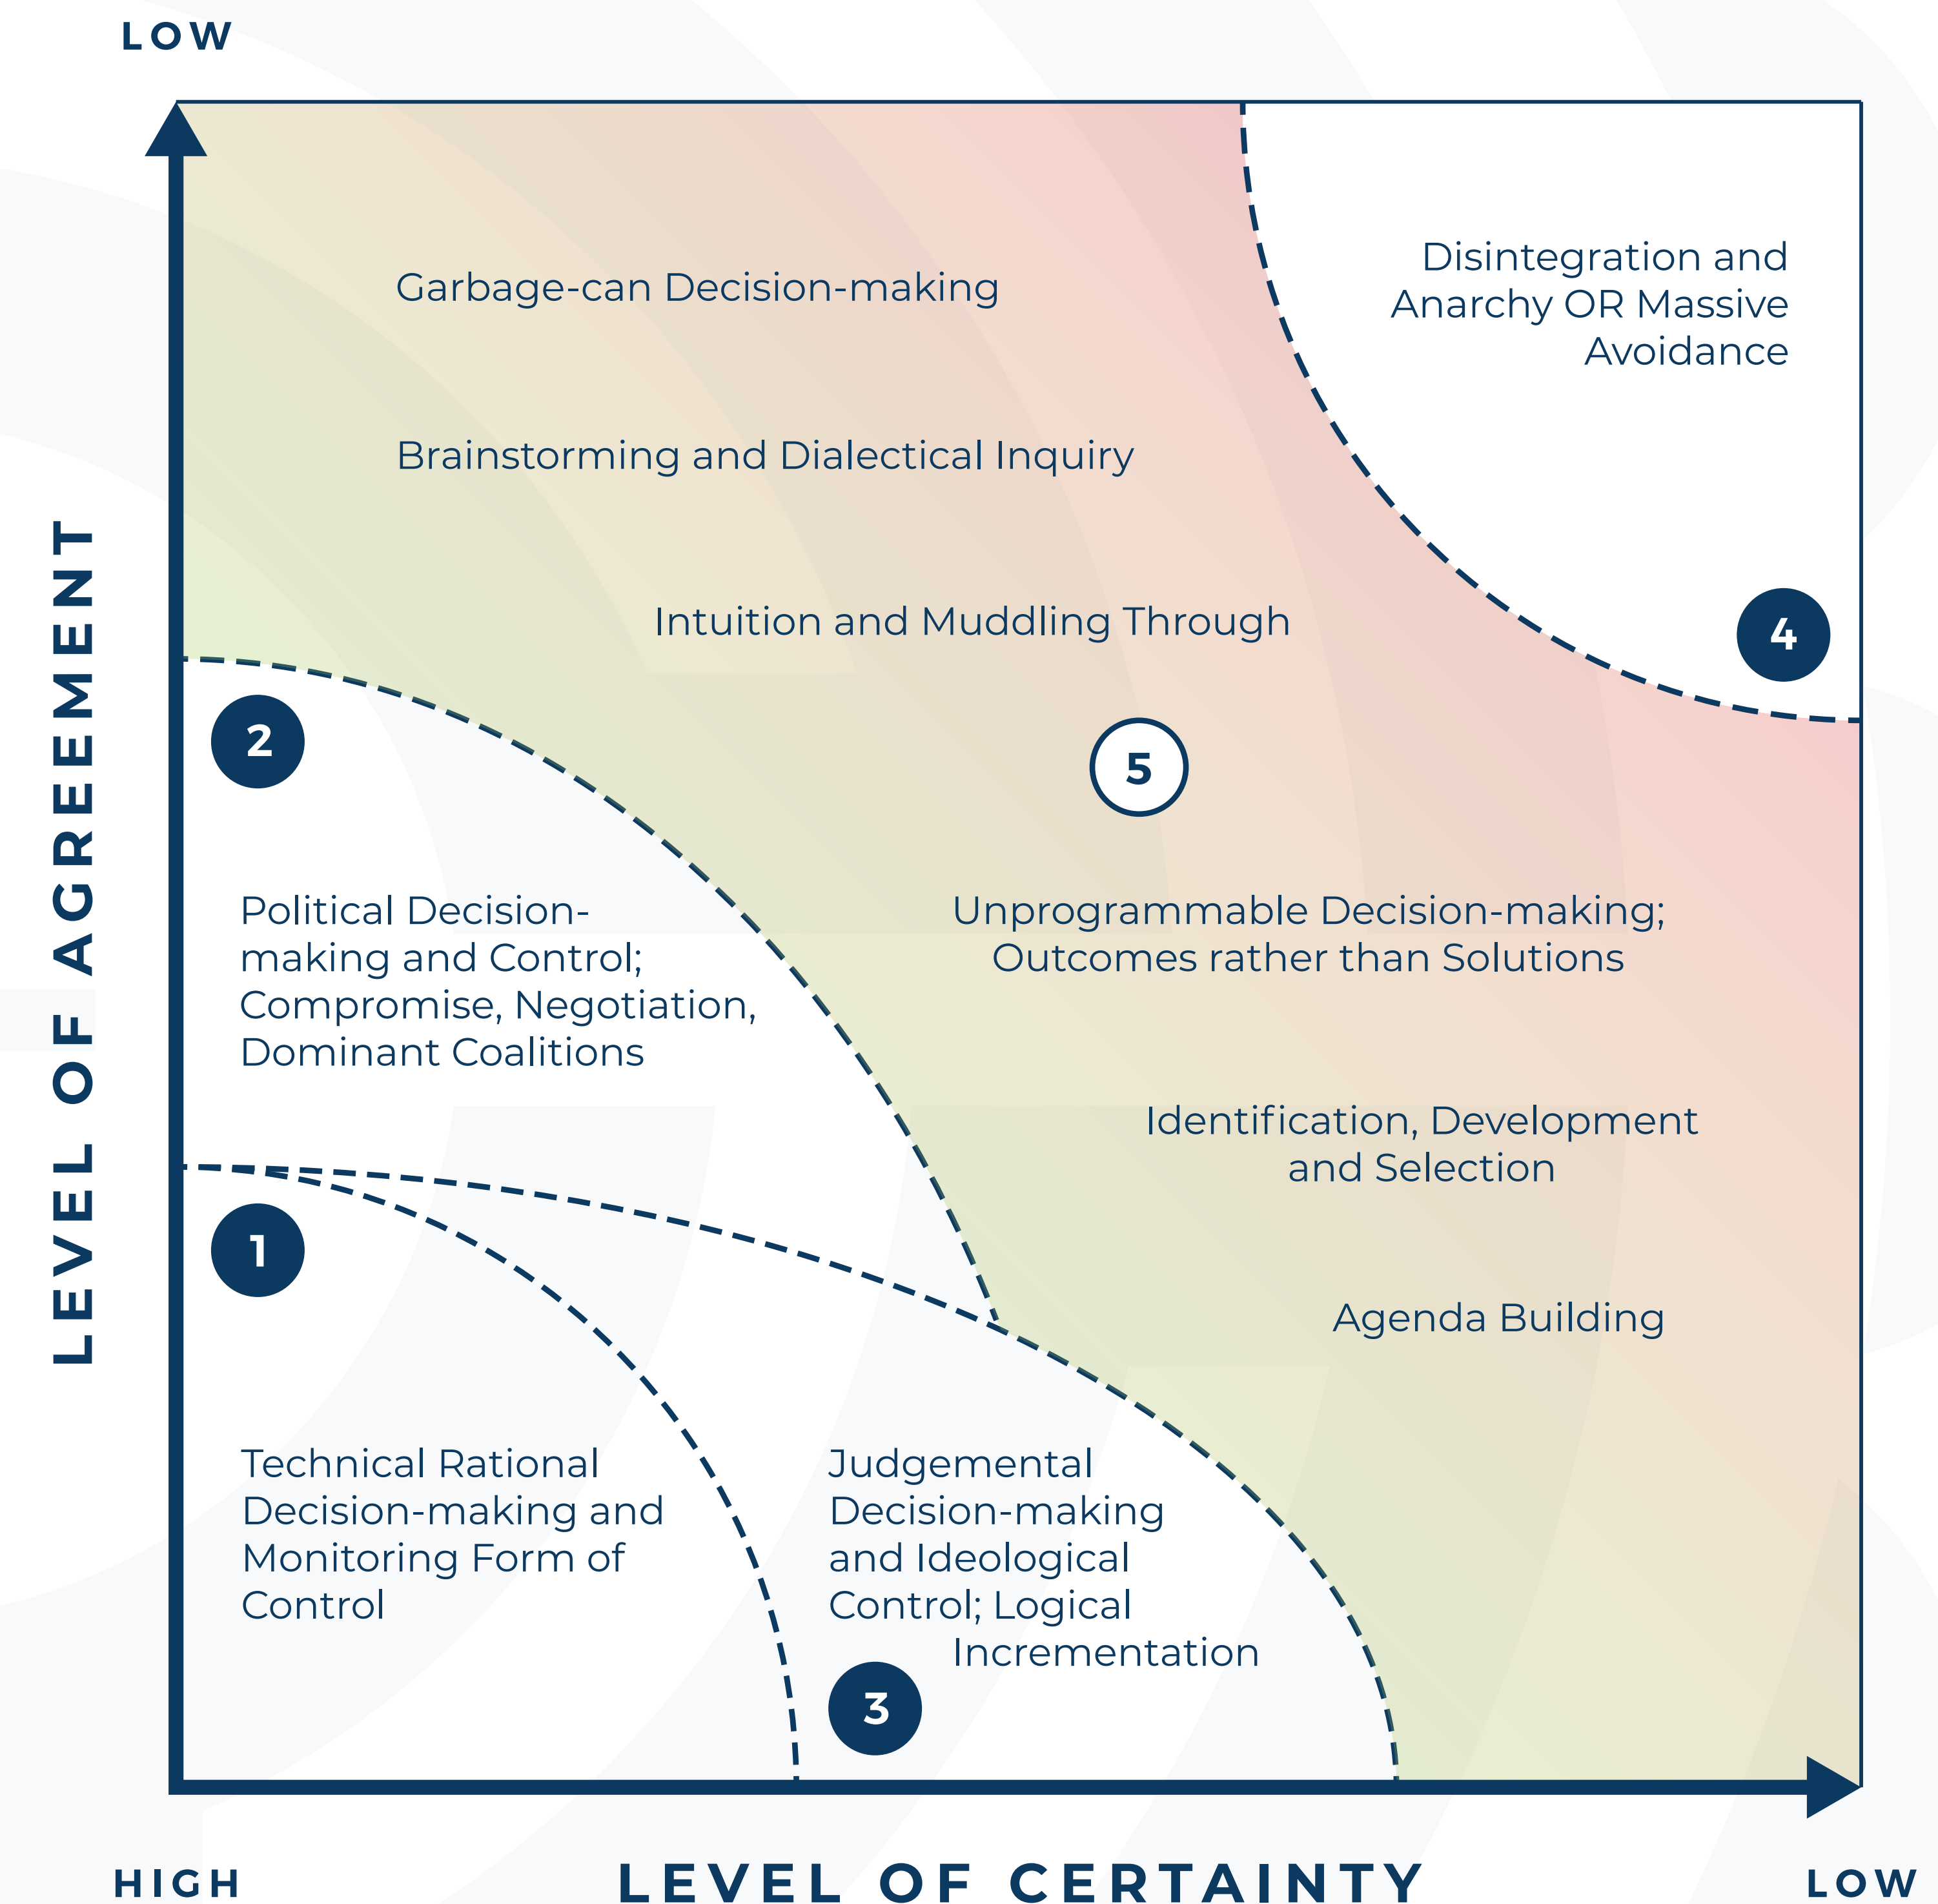 LOW
Garbage-can Decision-making
Disintegration and
Anarchy OR Massive
Avoidance
Brainstorming and Dialectical Inquiry
Intuition and Muddling Through
4
2
5
LEVEL OF AGREEMENT
Political Decision-
making and Control;
Compromise, Negotiation,
Dominant Coalitions
Unprogrammable Decision-making;
Outcomes rather than Solutions
Identification, Development
and Selection
1
Agenda Building
Technical Rational
Decision-making and
Monitoring Form of
Control
Judgemental
Decision-making
and Ideological
Control; Logical
Incrementation
3
HIGH
LEVEL OF CERTAINTY
LOW